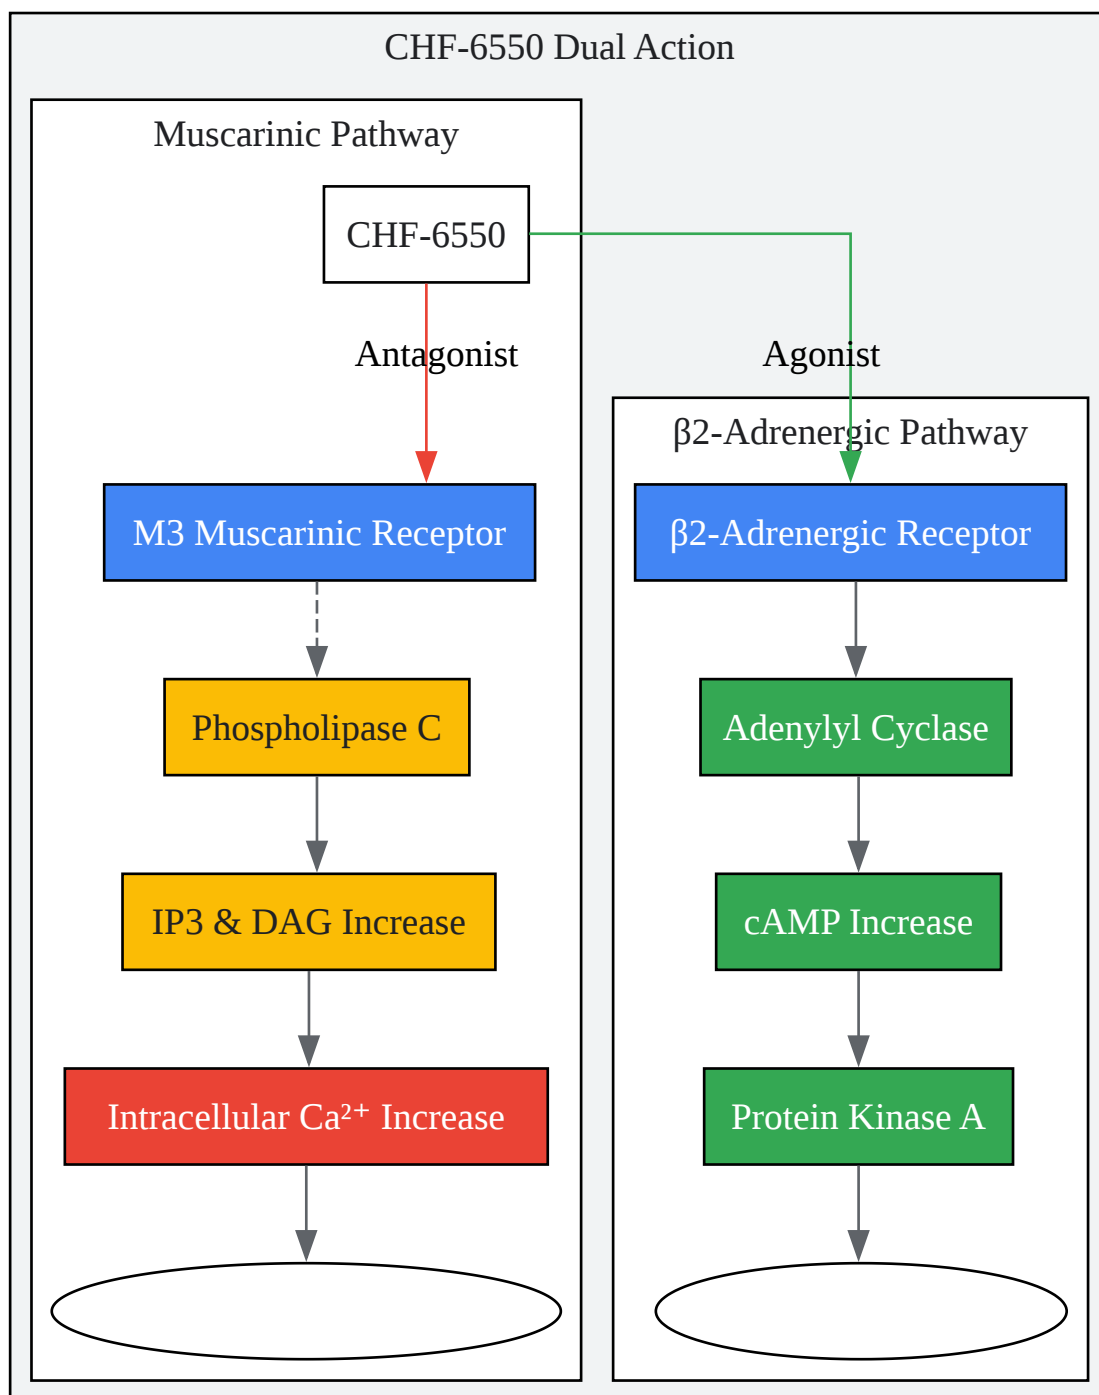 CHF-6550 Dual Action
Muscarinic Pathway
CHF-6550
Antagonist
Agonist
β2-Adrenergic Pathway
M3 Muscarinic Receptor
β2-Adrenergic Receptor
Phospholipase C
Adenylyl Cyclase
IP3 & DAG Increase
cAMP Increase
Intracellular Ca²⁺ Increase
Protein Kinase A